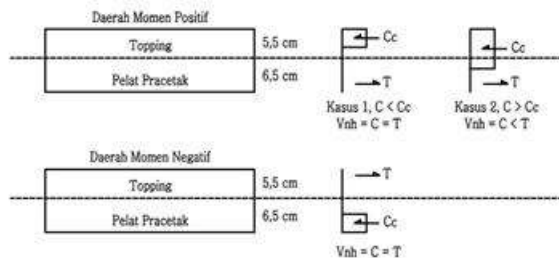 Daerah Momen Positif
Topping
5,5 cm
Pelat Pracetak
6,5 cm
Cc
T
Kasus 1, C < Cc
Vnh = C = T
Cc
T
Kasus 2, C > Cc
Vnh = C < T
Daerah Momen Negatif
Topping
5,5 cm
Pelat Pracetak
6,5 cm
T
Cc
Vnh = C = T